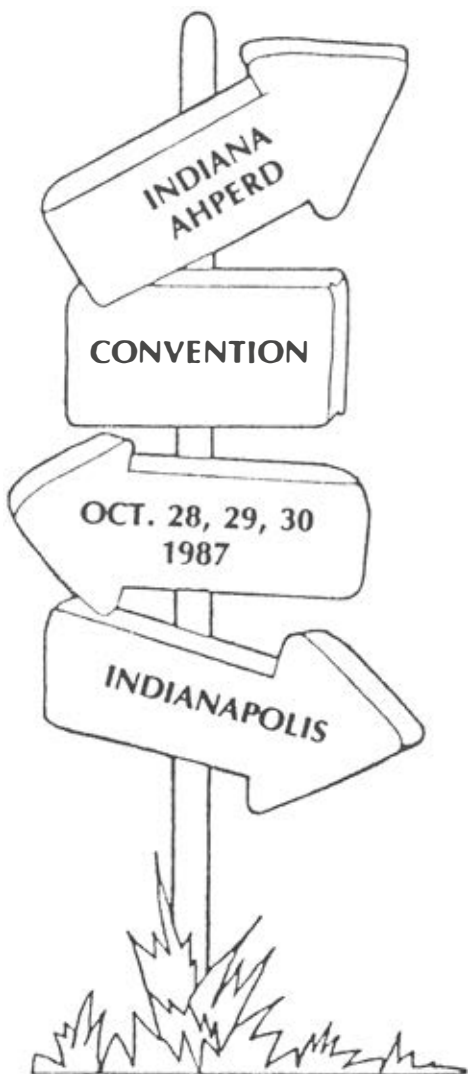 INDIANA
AHPERD
CONVENTION
OCT. 28, 29, 30
1987
INDIANAPOLIS